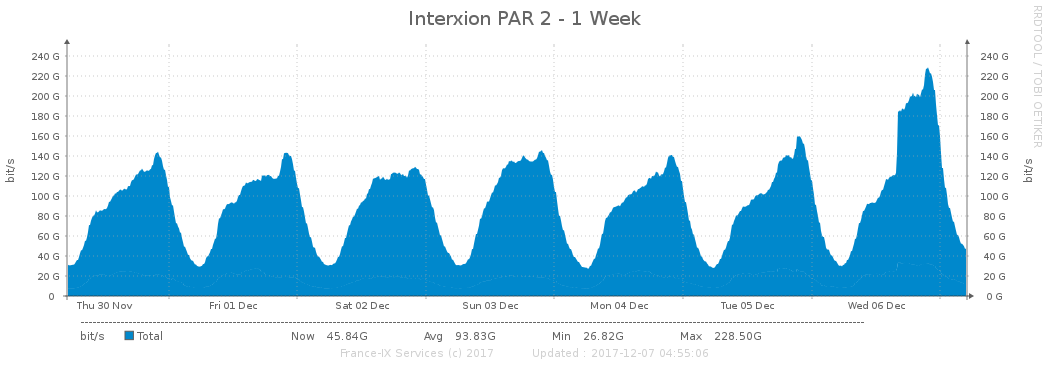 Interxion PAR 2 - 1 Week
RRDTOOL / TOBI OETIKER
240 G 240 G
220 G 220 G
200 G 200 G
180 G 180 G
160 G 160 G
140 G 140 G
120 G 120 G
100 G 100 G
80 G 80 G
60 G 60 G
40 G 40 G
20 G 20 G
0 0 G
bit/s
bit/s
Thu 30 Nov Fri 01 Dec Sat 02 Dec Sun 03 Dec Mon 04 Dec Tue 05 Dec Wed 06 Dec
bit/s Total Now 45.84G Avg 93.83G Min 26.82G Max 228.50G
France-IX Services (c) 2017 Updated : 2017-12-07 04:55:06